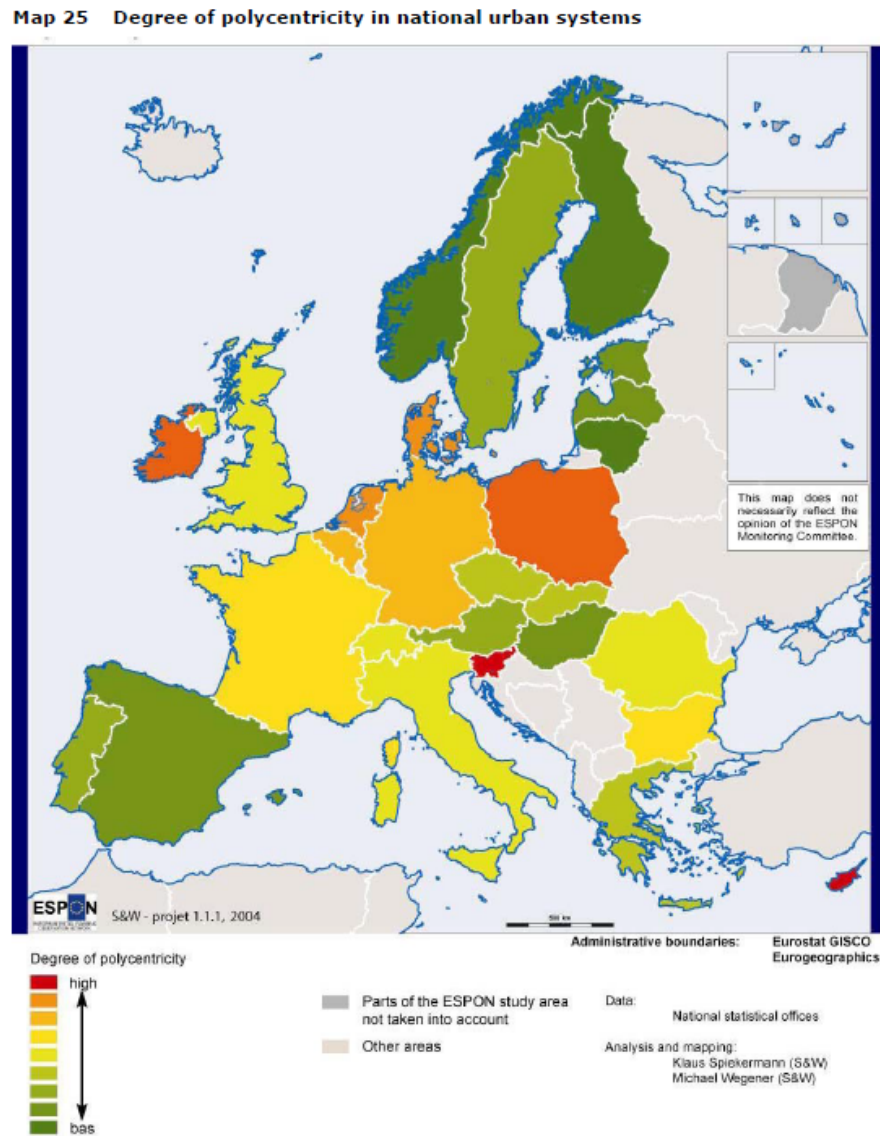 Map 25 Degree of polycentricity in national urban systems
This map does not
necessarily reflect the
opinion of the ESPON
Monitoring Committee.
ESPON
S&W - projet 1.1.1, 2004
500 km
Administrative boundaries: Eurostat GISCO
Eurogeographics
Degree of polycentricity
high
bas
Parts of the ESPON study area
not taken into account
Other areas
Data:
National statistical offices
Analysis and mapping:
Klaus Spiekermann (S&W)
Michael Wegener (S&W)